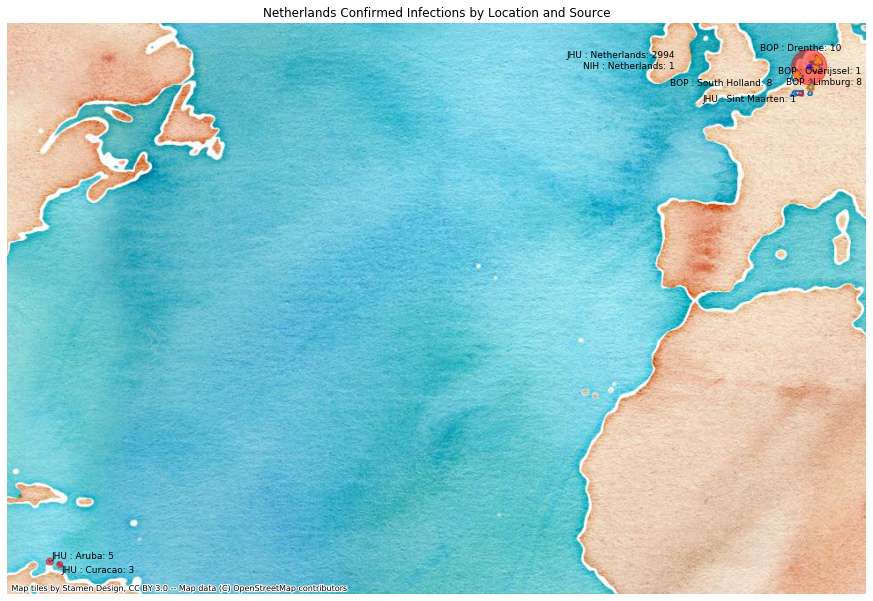 Netherlands Confirmed Infections by Location and Source
BOP : Drenthe: 10
JHU : Netherlands: 2994
NIH : Netherlands: 1
BOP : Overijssel: 1
BOP : South Holland: 8
BOP : Limburg: 8
JHU : Sint Maarten: 1
JHU : Aruba: 5
JHU : Curacao: 3
Map tiles by Stamen Design, CC BY 3.0 -- Map data (C) OpenStreetMap contributors